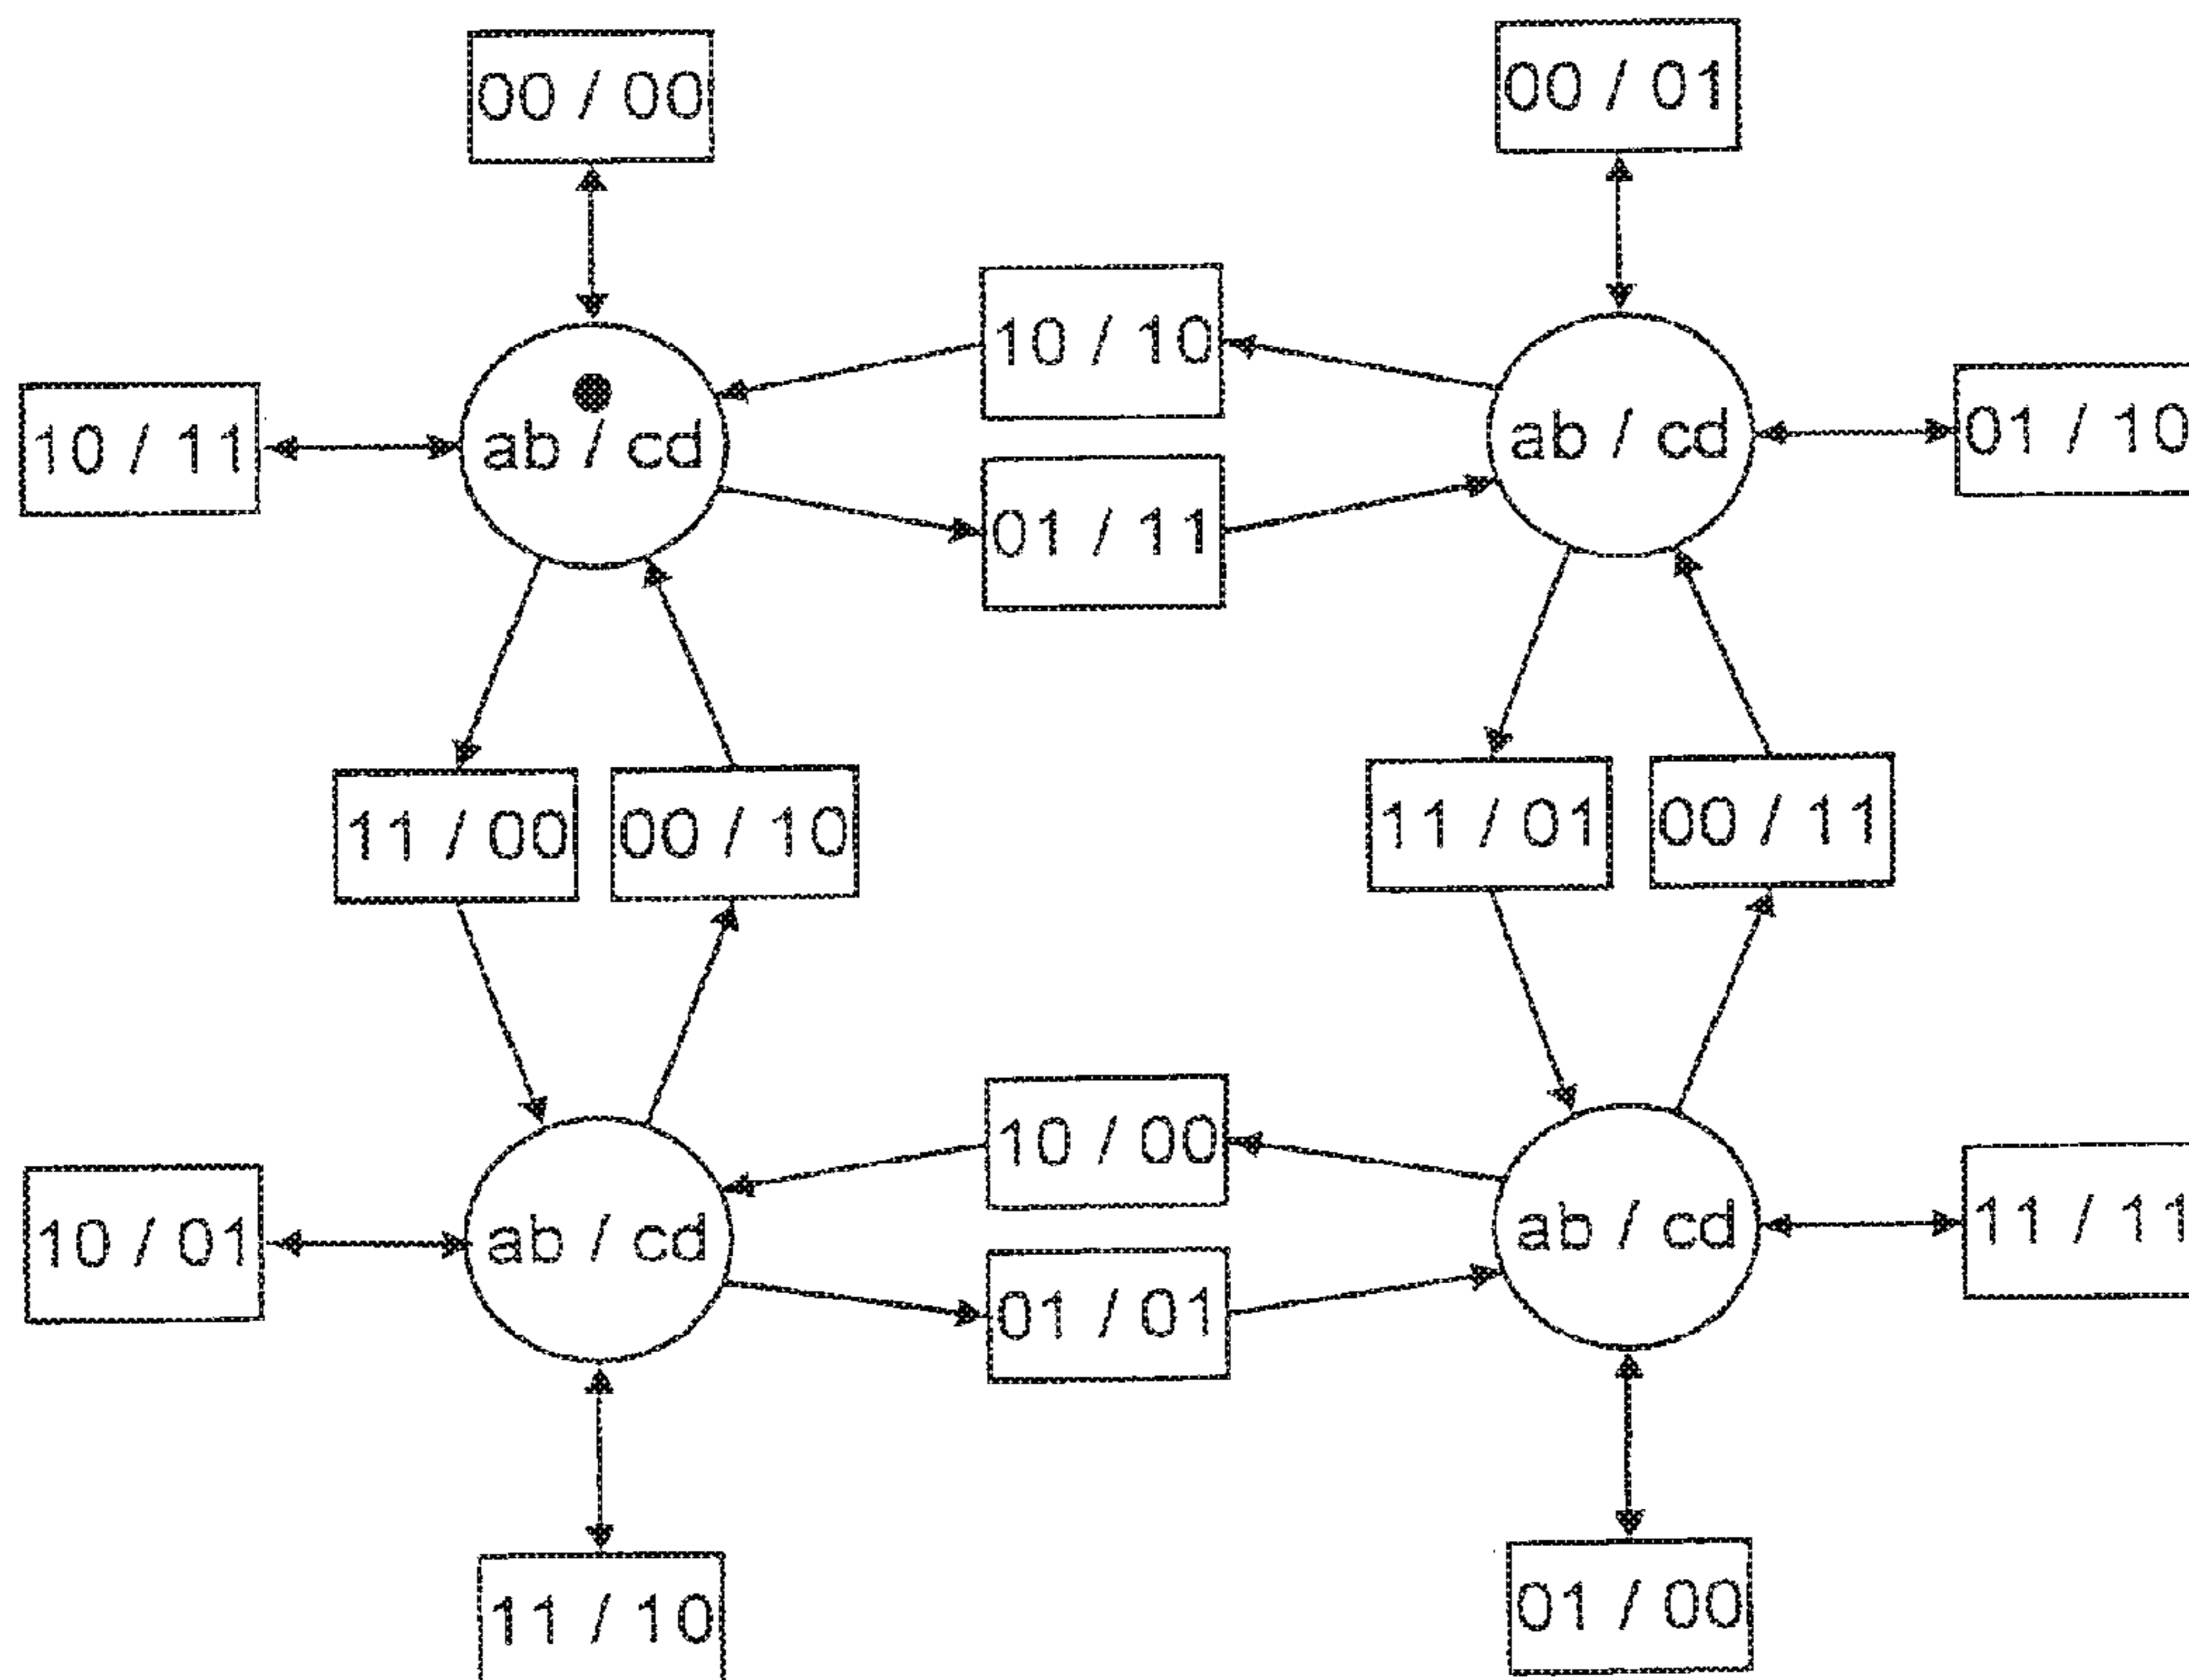 00 / 00
00 / 01
10 / 10
10 / 11
ab / cd
ab / cd
01 / 10
01 / 11
11 / 00
00 / 10
11 / 01
00 / 11
10 / 00
10 / 01
ab / cd
ab / cd
11 / 11
01 / 01
11 / 10
01 / 00